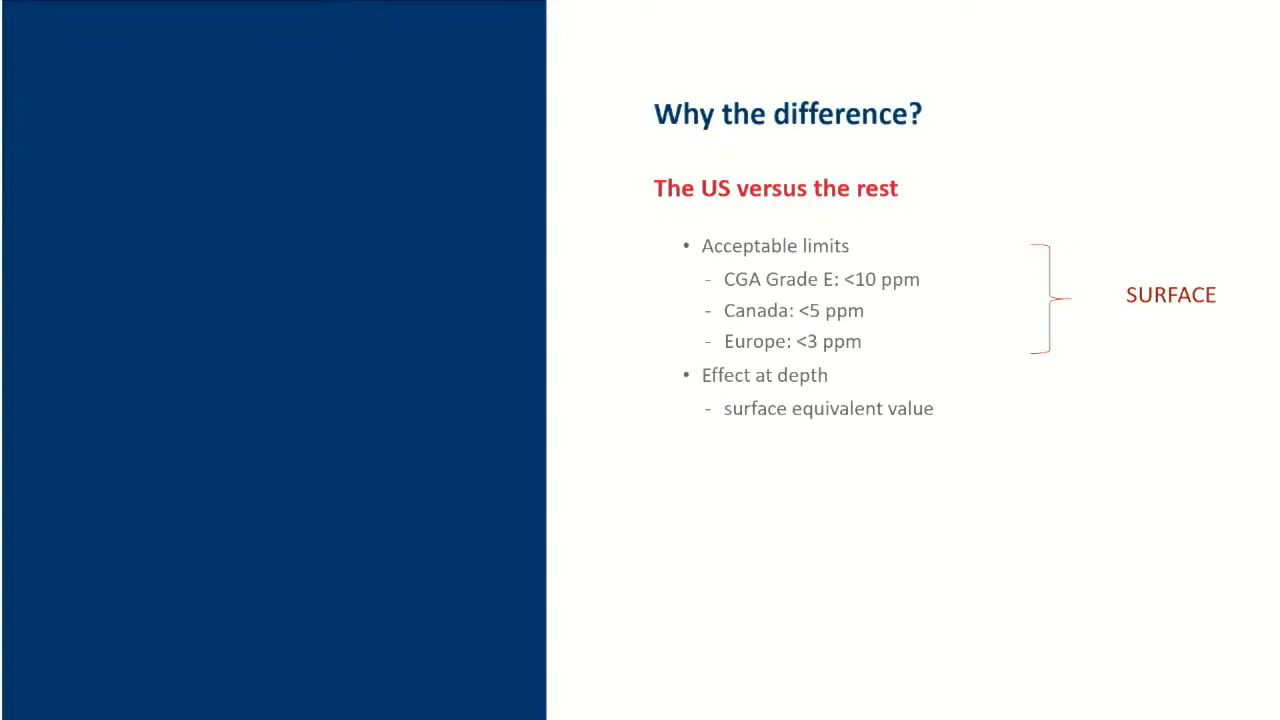 Why the difference?
The US versus the rest
• Acceptable limits
- CGA Grade E: <10 ppm
- Canada: <5 ppm
- Europe: <3 ppm
SURFACE
• Effect at depth
- surface equivalent value